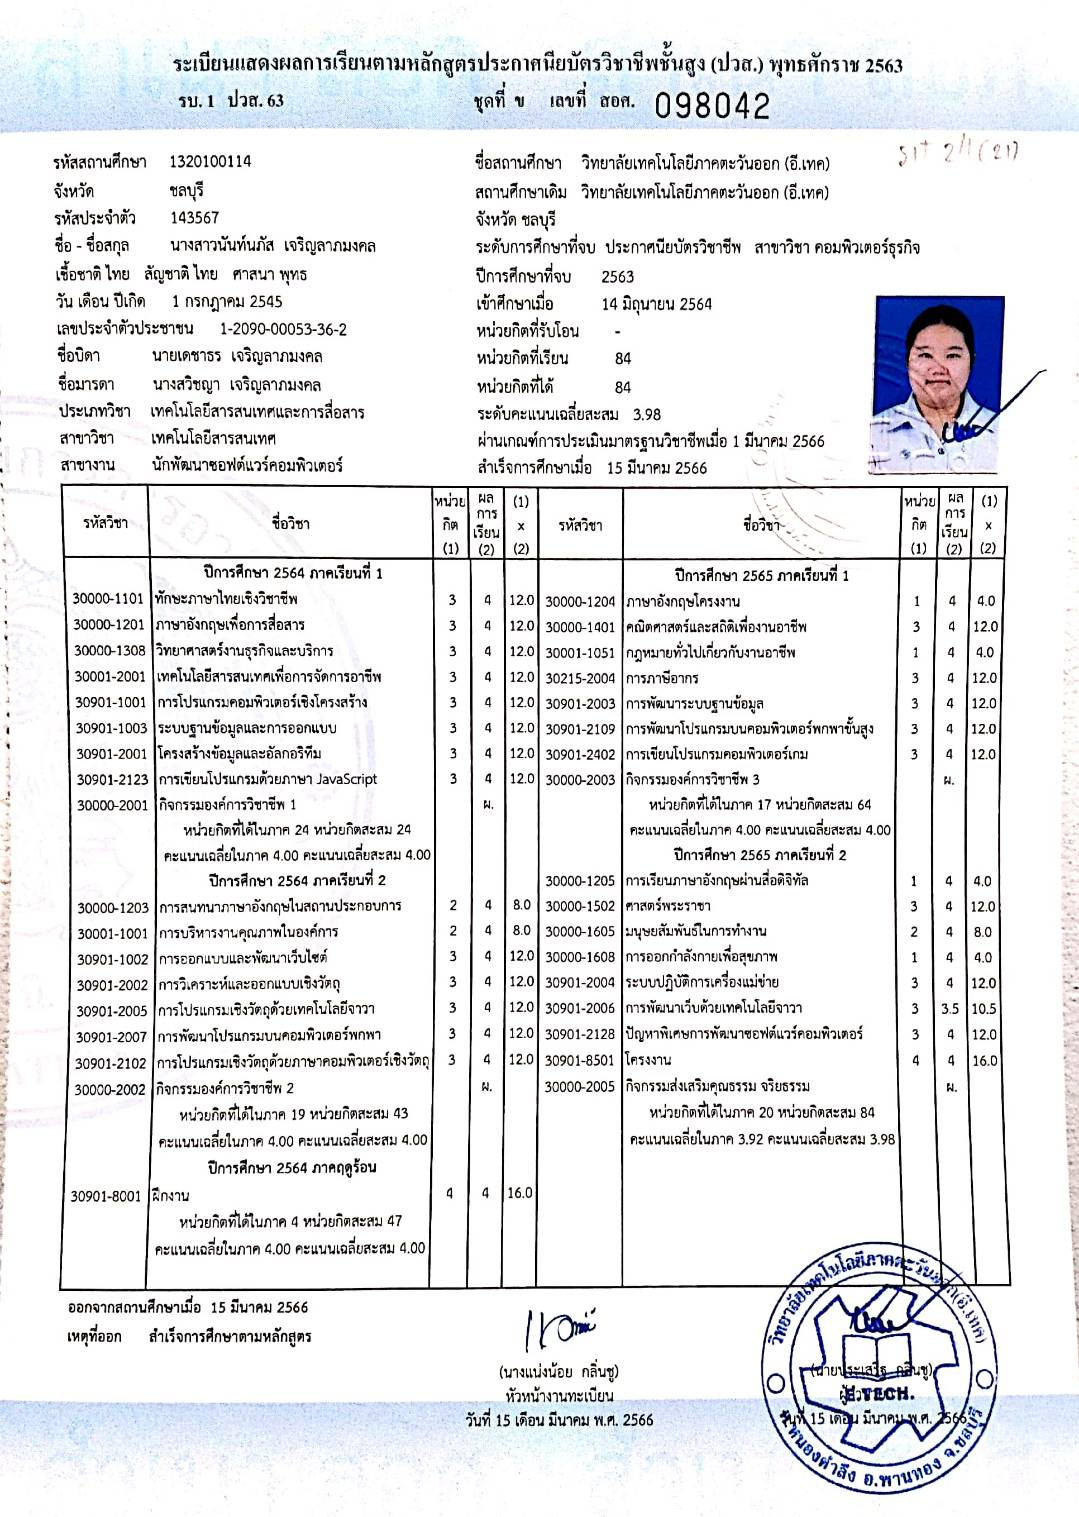 ระเบียนแสดงผลการเรียนตามหลักสูตรประกาศนียบัตรวิชาชีพชั้นสูง (ปวส.) พุทธศักราช 2563
รบ. 1 ปวส. 63 ชุดที่ ข เลขที่ สอศ. 098042
รหัสสถานศึกษา 1320100114
จังหวัด ชลบุรี
รหัสประจำตัว 143567
ชื่อ - ชื่อสกุล นางสาวนันท์นภัส เจริญลาภมงคล
เชื้อชาติ ไทย สัญชาติ ไทย ศาสนา พุทธ
วัน เดือน ปีเกิด 1 กรกฎาคม 2545
เลขประจำตัวประชาชน 1-2090-00053-36-2
ชื่อบิดา นายเดชาธร เจริญลาภมงคล
ชื่อมารดา นางสวิชญา เจริญลาภมงคล
ประเภทวิชา เทคโนโลยีสารสนเทศและการสื่อสาร
สาขาวิชา เทคโนโลยีสารสนเทศ
สาขางาน นักพัฒนาซอฟต์แวร์คอมพิวเตอร์
ชื่อสถานศึกษา วิทยาลัยเทคโนโลยีภาคตะวันออก (อี.เทค)
สถานศึกษาเดิม วิทยาลัยเทคโนโลยีภาคตะวันออก (อี.เทค)
จังหวัด ชลบุรี
ระดับการศึกษาที่จบ ประกาศนียบัตรวิชาชีพ สาขาวิชา คอมพิวเตอร์ธุรกิจ
ปีการศึกษาที่จบ 2563
เข้าศึกษาเมื่อ 14 มิถุนายน 2564
หน่วยกิตที่รับโอน -
หน่วยกิตที่เรียน 84
หน่วยกิตที่ได้ 84
ระดับคะแนนเฉลี่ยสะสม 3.98
ผ่านเกณฑ์การประเมินมาตรฐานวิชาชีพเมื่อ 1 มีนาคม 2566
สำเร็จการศึกษาเมื่อ 15 มีนาคม 2566
รหัสวิชา ชื่อวิชา หน่วยกิต (1) ผลการเรียน (2) (1) x (2)
ปีการศึกษา 2564 ภาคเรียนที่ 1
30000-1101 ทักษะภาษาไทยเชิงวิชาชีพ 3 4 12.0
30000-1201 ภาษาอังกฤษเพื่อการสื่อสาร 3 4 12.0
30000-1308 วิทยาศาสตร์งานธุรกิจและบริการ 3 4 12.0
30001-2001 เทคโนโลยีสารสนเทศเพื่อการจัดการอาชีพ 3 4 12.0
30901-1001 การโปรแกรมคอมพิวเตอร์เชิงโครงสร้าง 3 4 12.0
30901-1003 ระบบฐานข้อมูลและการออกแบบ 3 4 12.0
30901-2001 โครงสร้างข้อมูลและอัลกอริทึม 3 4 12.0
30901-2123 การเขียนโปรแกรมด้วยภาษา JavaScript 3 4 12.0
30000-2001 กิจกรรมองค์การวิชาชีพ 1 ผ.
หน่วยกิตที่ได้ในภาค 24 หน่วยกิตสะสม 24
คะแนนเฉลี่ยในภาค 4.00 คะแนนเฉลี่ยสะสม 4.00
ปีการศึกษา 2564 ภาคเรียนที่ 2
30000-1203 การสนทนาภาษาอังกฤษในสถานประกอบการ 2 4 8.0
30001-1001 การบริหารงานคุณภาพในองค์การ 2 4 8.0
30901-1002 การออกแบบและพัฒนาเว็บไซต์ 3 4 12.0
30901-2002 การวิเคราะห์และออกแบบเชิงวัตถุ 3 4 12.0
30901-2005 การโปรแกรมเชิงวัตถุด้วยเทคโนโลยีจาวา 3 4 12.0
30901-2007 การพัฒนาโปรแกรมบนคอมพิวเตอร์พกพา 3 4 12.0
30901-2102 การโปรแกรมเชิงวัตถุด้วยภาษาคอมพิวเตอร์เชิงวัตถุ 3 4 12.0
30000-2002 กิจกรรมองค์การวิชาชีพ 2 ผ.
หน่วยกิตที่ได้ในภาค 19 หน่วยกิตสะสม 43
คะแนนเฉลี่ยในภาค 4.00 คะแนนเฉลี่ยสะสม 4.00
ปีการศึกษา 2564 ภาคฤดูร้อน
30901-8001 ฝึกงาน 4 4 16.0
หน่วยกิตที่ได้ในภาค 4 หน่วยกิตสะสม 47
คะแนนเฉลี่ยในภาค 4.00 คะแนนเฉลี่ยสะสม 4.00
รหัสวิชา ชื่อวิชา หน่วยกิต (1) ผลการเรียน (2) (1) x (2)
ปีการศึกษา 2565 ภาคเรียนที่ 1
30000-1204 ภาษาอังกฤษโครงงาน 1 4 4.0
30000-1401 คณิตศาสตร์และสถิติเพื่องานอาชีพ 3 4 12.0
30001-1051 กฎหมายทั่วไปเกี่ยวกับงานอาชีพ 1 4 4.0
30215-2004 การภาษีอากร 3 4 12.0
30901-2003 การพัฒนาระบบฐานข้อมูล 3 4 12.0
30901-2109 การพัฒนาโปรแกรมบนคอมพิวเตอร์พกพาขั้นสูง 3 4 12.0
30901-2402 การเขียนโปรแกรมคอมพิวเตอร์เกม 3 4 12.0
30000-2003 กิจกรรมองค์การวิชาชีพ 3 ผ.
หน่วยกิตที่ได้ในภาค 17 หน่วยกิตสะสม 64
คะแนนเฉลี่ยในภาค 4.00 คะแนนเฉลี่ยสะสม 4.00
ปีการศึกษา 2565 ภาคเรียนที่ 2
30000-1205 การเรียนภาษาอังกฤษผ่านสื่อดิจิทัล 1 4 4.0
30000-1502 ศาสตร์พระราชา 3 4 12.0
30000-1605 มนุษยสัมพันธ์ในการทำงาน 2 4 8.0
30000-1608 การออกกำลังกายเพื่อสุขภาพ 1 4 4.0
30901-2004 ระบบปฏิบัติการเครื่องแม่ข่าย 3 4 12.0
30901-2006 การพัฒนาเว็บด้วยเทคโนโลยีจาวา 3 3.5 10.5
30901-2128 ปัญหาพิเศษการพัฒนาซอฟต์แวร์คอมพิวเตอร์ 3 4 12.0
30901-8501 โครงงาน 4 4 16.0
30000-2005 กิจกรรมส่งเสริมคุณธรรม จริยธรรม ผ.
หน่วยกิตที่ได้ในภาค 20 หน่วยกิตสะสม 84
คะแนนเฉลี่ยในภาค 3.92 คะแนนเฉลี่ยสะสม 3.98
ออกจากสถานศึกษาเมื่อ 15 มีนาคม 2566
เหตุที่ออก สำเร็จการศึกษาตามหลักสูตร
(นางแน่งน้อย กลิ่นชู)
หัวหน้างานทะเบียน
วันที่ 15 เดือน มีนาคม พ.ศ. 2566
(นายประเสริฐ กลิ่นชู)
วันที่ 15 เดือน มีนาคม พ.ศ. 2566
วิทยาลัยเทคโนโลยีภาคตะวันออก(อี.เทค)
E.TECH.
ต.หนองตำลึง อ.พานทอง จ.ชลบุรี